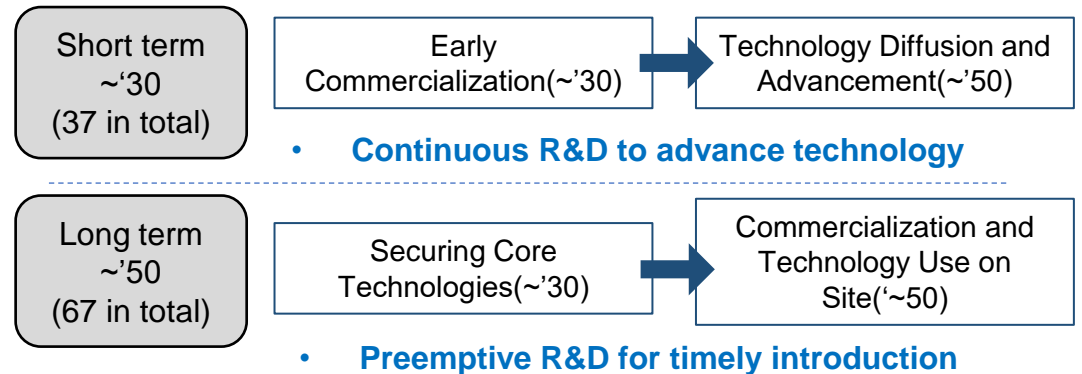 Short term
~‘30
(37 in total)
Early
Commercialization(~’30)
Technology Diffusion and
Advancement(~’50)
• Continuous R&D to advance technology
Long term
~’50
(67 in total)
Securing Core
Technologies(~’30)
Commercialization and
Technology Use on
Site(‘~50)
• Preemptive R&D for timely introduction